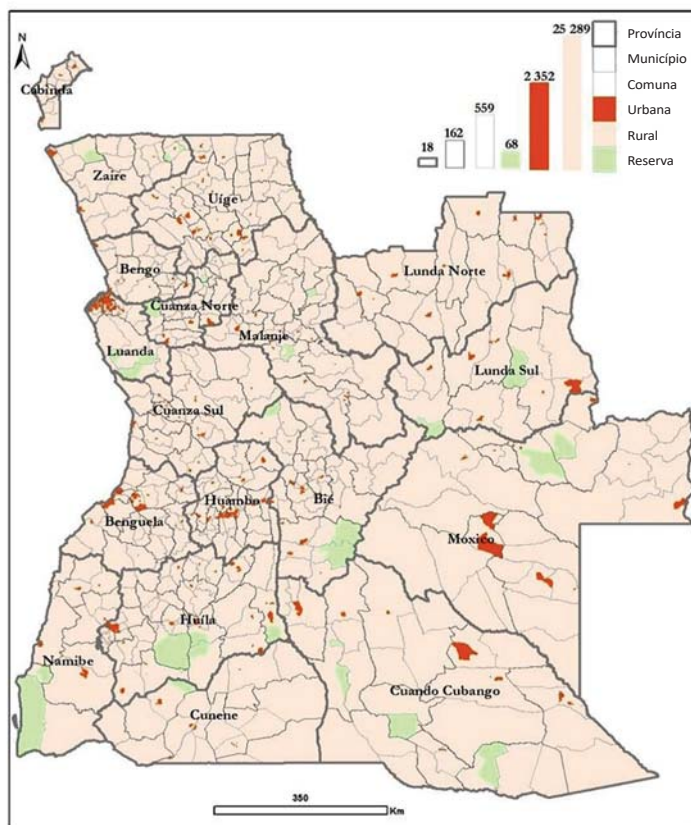 N
25 289
2 352
559
162
68
18
Província
Município
Comuna
Urbana
Rural
Reserva
Cabinda
Zaire
Uíge
Bengo
Lunda Norte
Cuanza Norte
Malanje
Luanda
Lunda Sul
Cuanza Sul
Huambo
Bié
Benguela
Moxico
Huíla
Namibe
Cuando Cubango
Cunene
350
Km